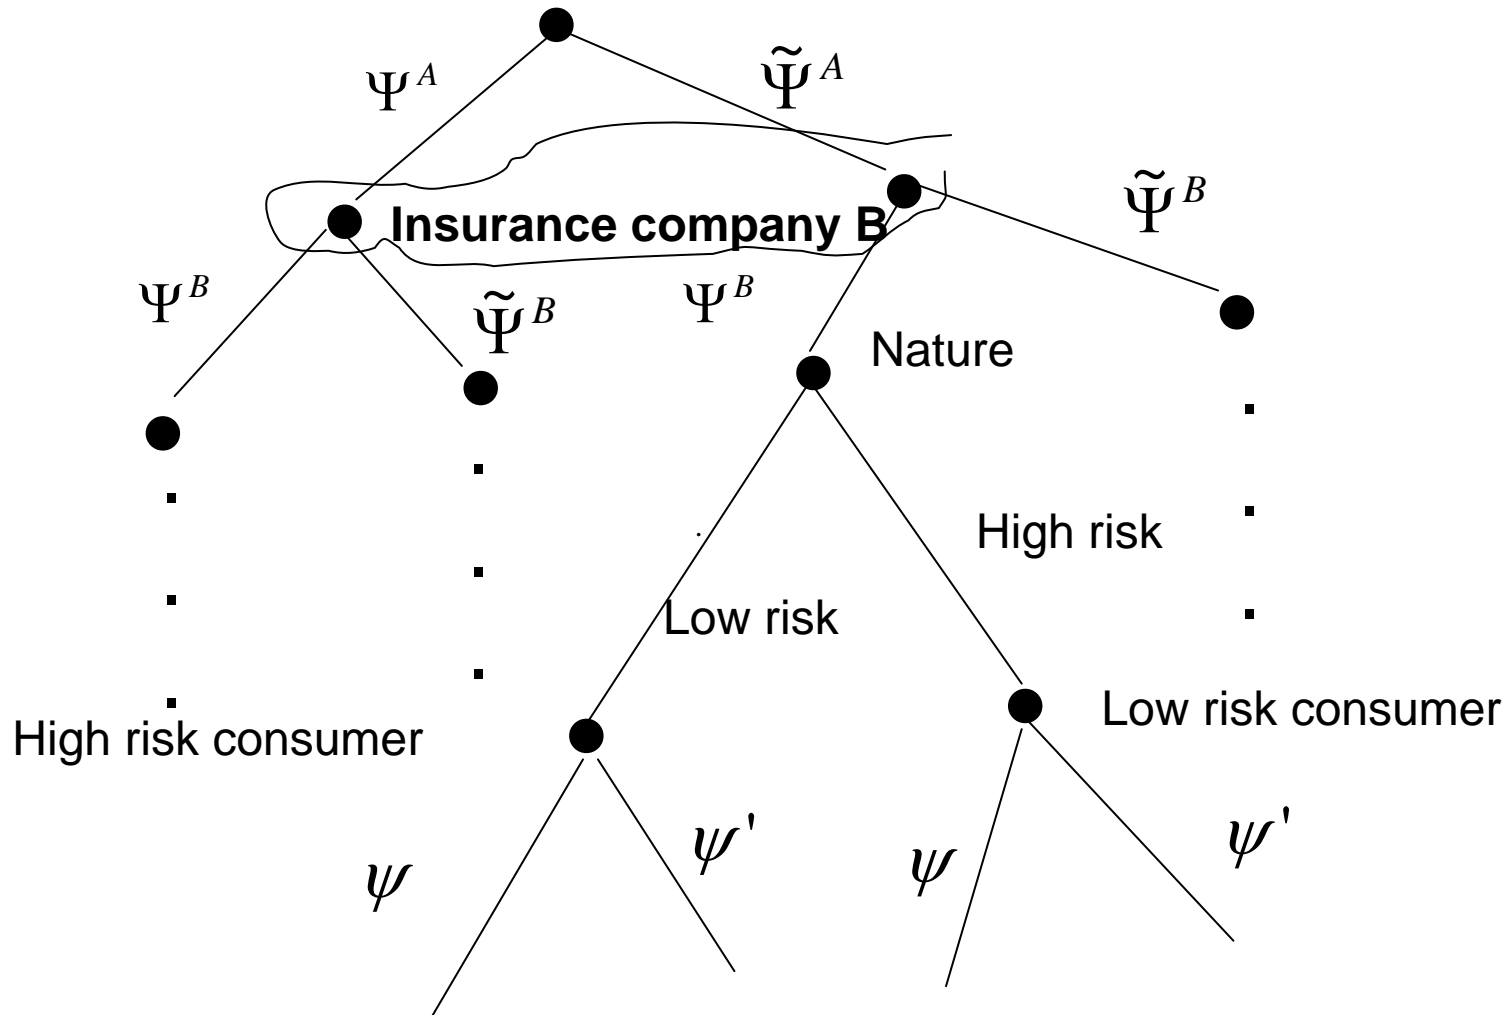 Ψ^A
Ψ̃^A
Ψ̃^B
Insurance company B
Ψ^B
Ψ̃^B
Ψ^B
Nature
High risk
Low risk
Low risk consumer
High risk consumer
ψ
ψ'
ψ
ψ'